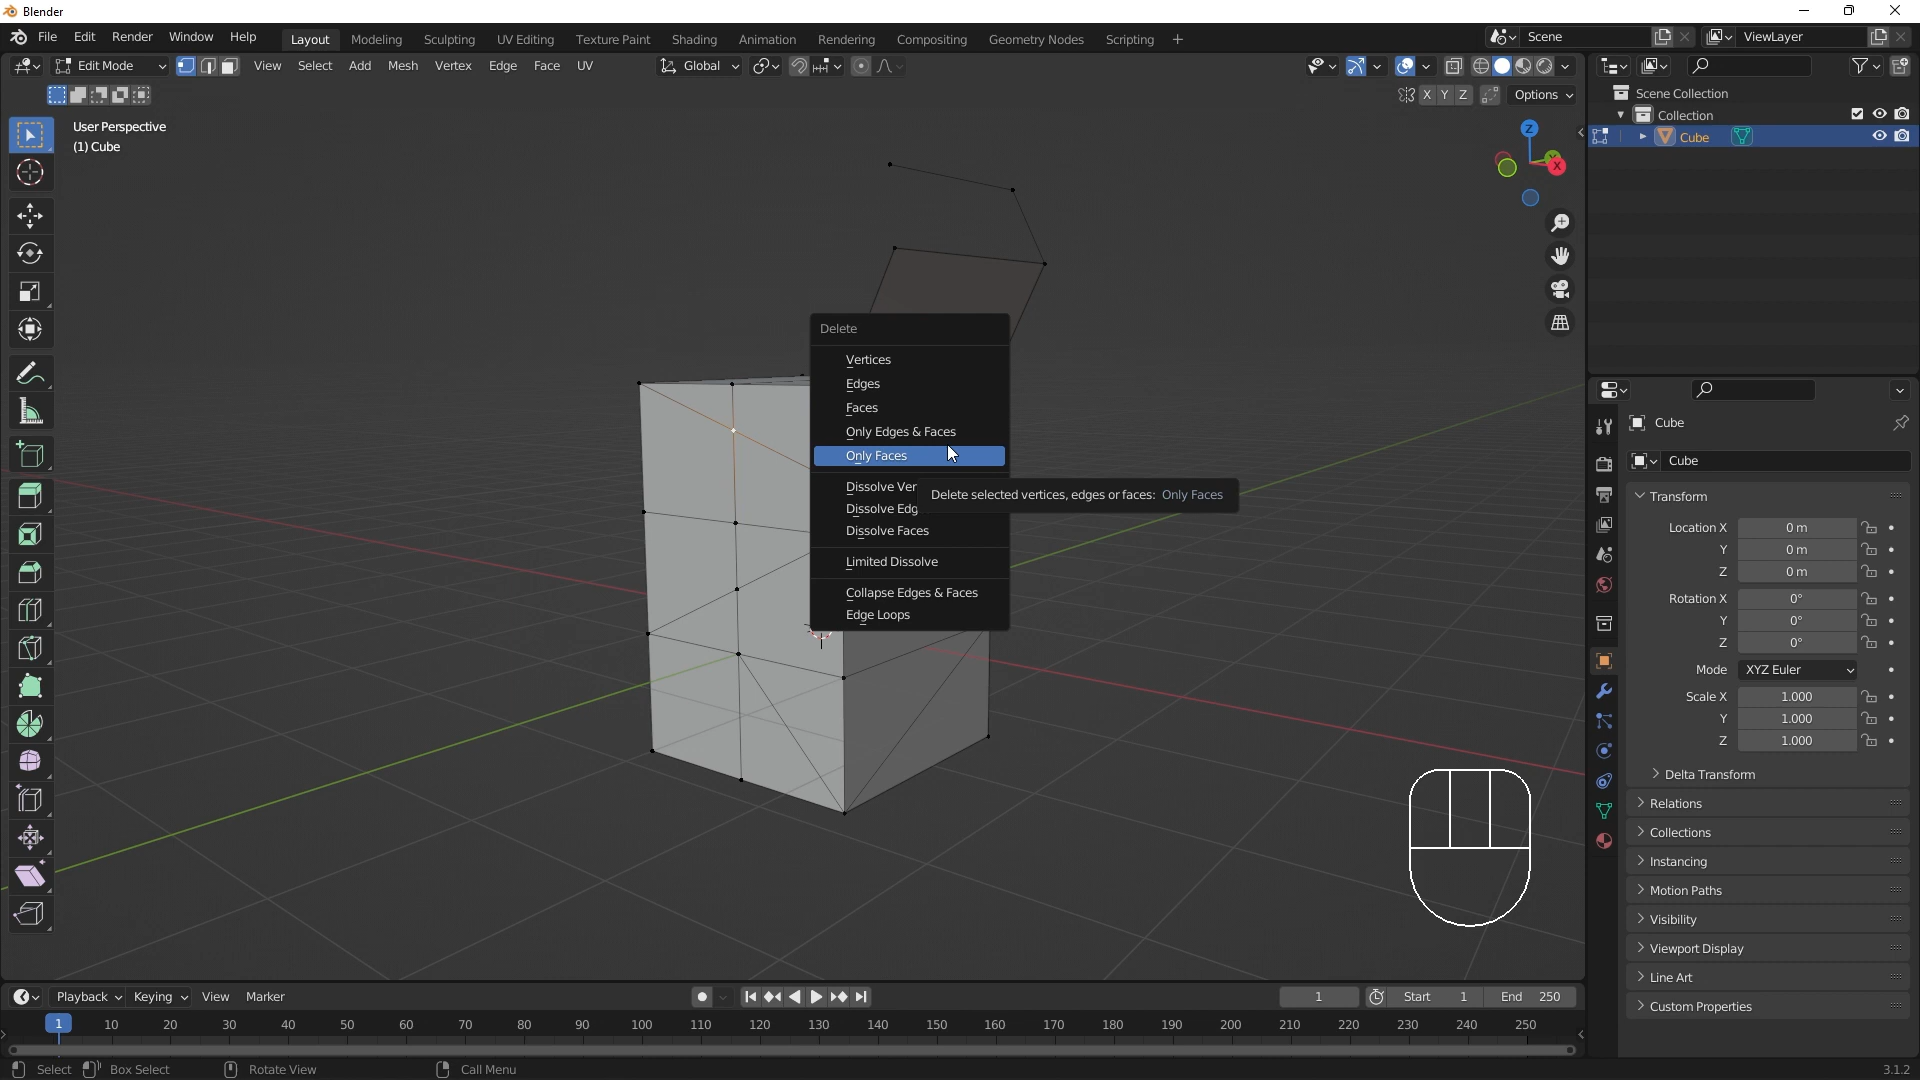 Blender
File Edit Render Window Help Layout Modeling Sculpting UV Editing Texture Paint Shading Animation Rendering Compositing Geometry Nodes Scripting + Scene ViewLayer
Edit Mode View Select Add Mesh Vertex Edge Face UV Global
X Y Z Options
User Perspective
(1) Cube
Z
X
Delete
Vertices
Edges
Faces
Only Edges & Faces
Only Faces
Dissolve Ver
Dissolve Edg
Dissolve Faces
Limited Dissolve
Collapse Edges & Faces
Edge Loops
Delete selected vertices, edges or faces: Only Faces
Scene Collection
Collection
Cube
Cube
Cube
Transform
Location X 0 m
Y 0 m
Z 0 m
Rotation X 0°
Y 0°
Z 0°
Mode XYZ Euler
Scale X 1.000
Y 1.000
Z 1.000
Delta Transform
Relations
Collections
Instancing
Motion Paths
Visibility
Viewport Display
Line Art
Custom Properties
Playback Keying View Marker 1 Start 1 End 250
1 10 20 30 40 50 60 70 80 90 100 110 120 130 140 150 160 170 180 190 200 210 220 230 240 250
Select Box Select Rotate View Call Menu 3.1.2